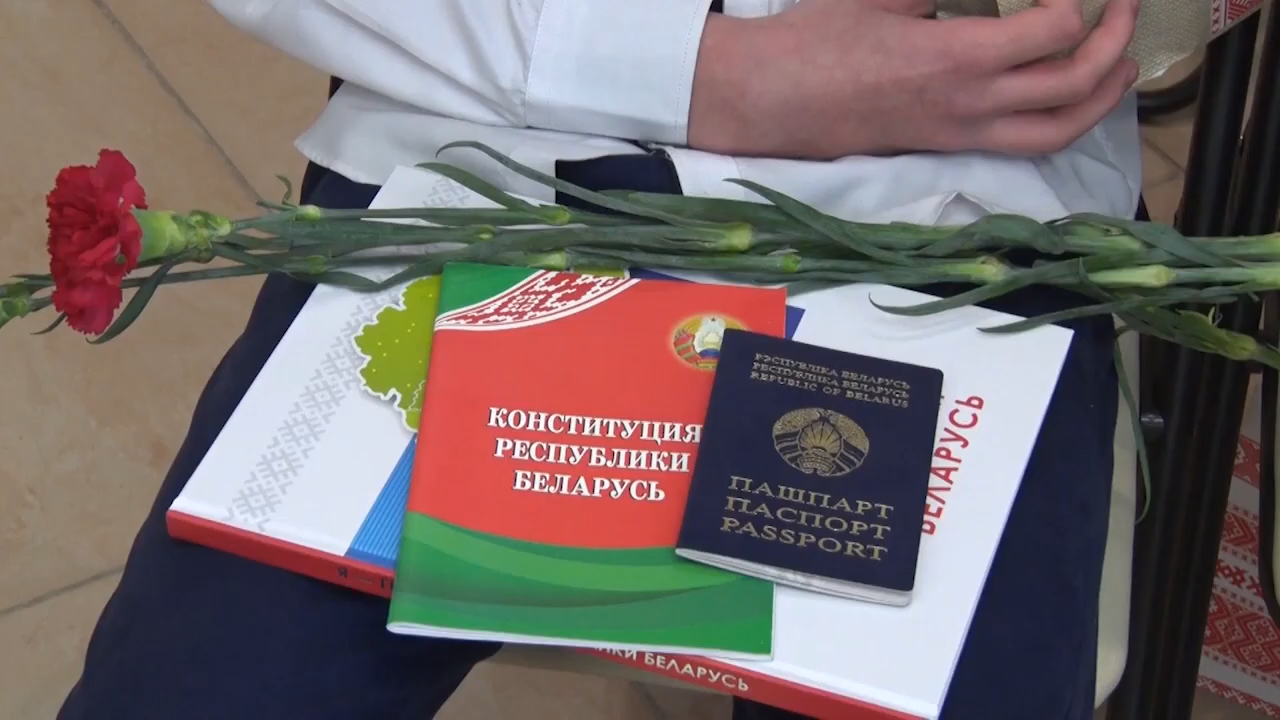 КОНСТИТУЦИЯ
РЕСПУБЛИКИ
БЕЛАРУСЬ
РЭСПУБЛІКА БЕЛАРУСЬ
РЕСПУБЛИКА БЕЛАРУСЬ
REPUBLIC OF BELARUS
ПАШПАРТ
ПАСПОРТ
PASSPORT
БЕЛАРУСЬ
Я —
БЕЛАРУСЬ